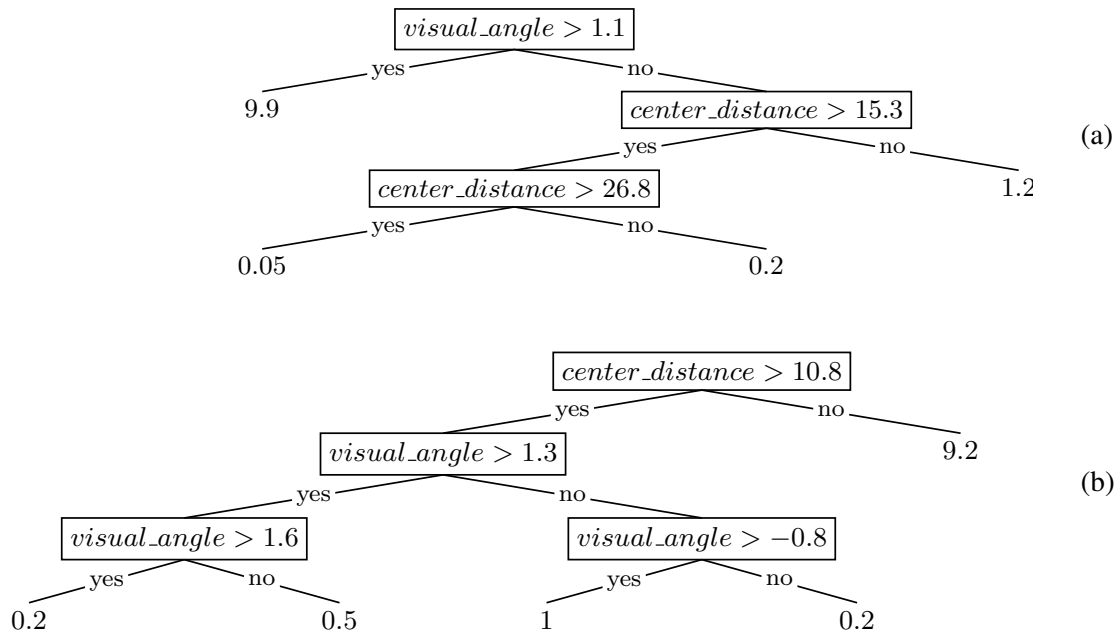 visual_angle > 1.1
yes no
9.9
center_distance > 15.3
(a)
yes no
center_distance > 26.8
1.2
yes no
0.05 0.2
center_distance > 10.8
yes no
visual_angle > 1.3
9.2
(b)
yes no
visual_angle > 1.6 visual_angle > −0.8
yes no yes no
0.2 0.5 1 0.2